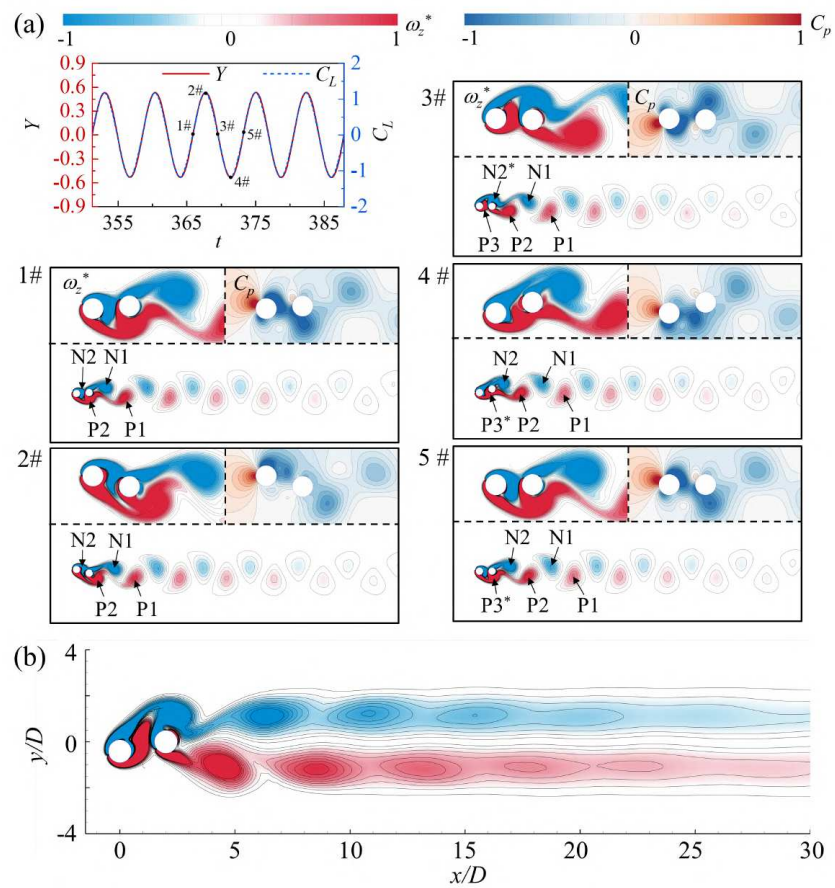 (a)
-1 0 1 ω_z*
-1 0 1 C_p
0.9 Y C_L 2
0.6
0.3 2# 1
Y 0.0 1# 3# 5# 0 C_L
-0.3
-0.6 4# -1
-0.9 -2
355 365 375 385
t
3# ω_z* C_p
N2* N1
P3 P2 P1
1# ω_z* C_p
N2 N1
P2 P1
4#
N2 N1
P3* P2 P1
2#
N2 N1
P2 P1
5#
N2 N1
P3* P2 P1
(b)
4
y/D 0
-4
0 5 10 15 20 25 30
x/D